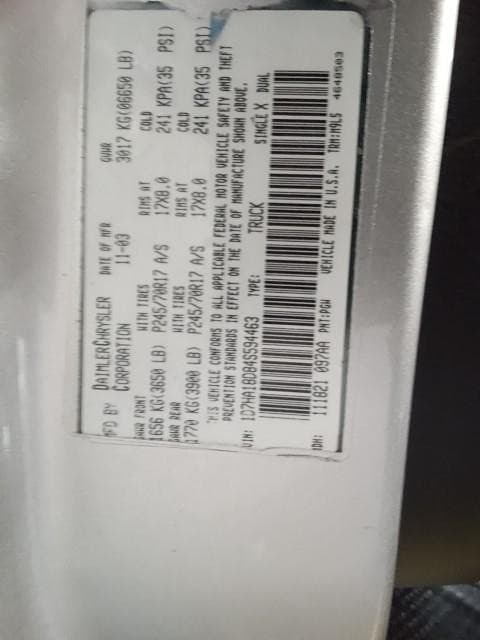 MFD BY DAIMLERCHRYSLER CORPORATION DATE OF MFR 11-03 GVWR 3017 KG(06650 LB)
GAWR FRONT WITH TIRES RIMS AT COLD
1656 KG(3650 LB) P245/70R17 A/S 17X8.0 241 KPA(35 PSI)
GAWR REAR WITH TIRES RIMS AT COLD
1770 KG(3900 LB) P245/70R17 A/S 17X8.0 241 KPA(35 PSI)
THIS VEHICLE CONFORMS TO ALL APPLICABLE FEDERAL MOTOR VEHICLE SAFETY AND THEFT
PREVENTION STANDARDS IN EFFECT ON THE DATE OF MANUFACTURE SHOWN ABOVE.
VIN: 1D7HA18D84S594463 TYPE: TRUCK SINGLE X DUAL
IDH: 111821 097AA PNT:PGW VEHICLE MADE IN U.S.A. TRM:MALS 4648503